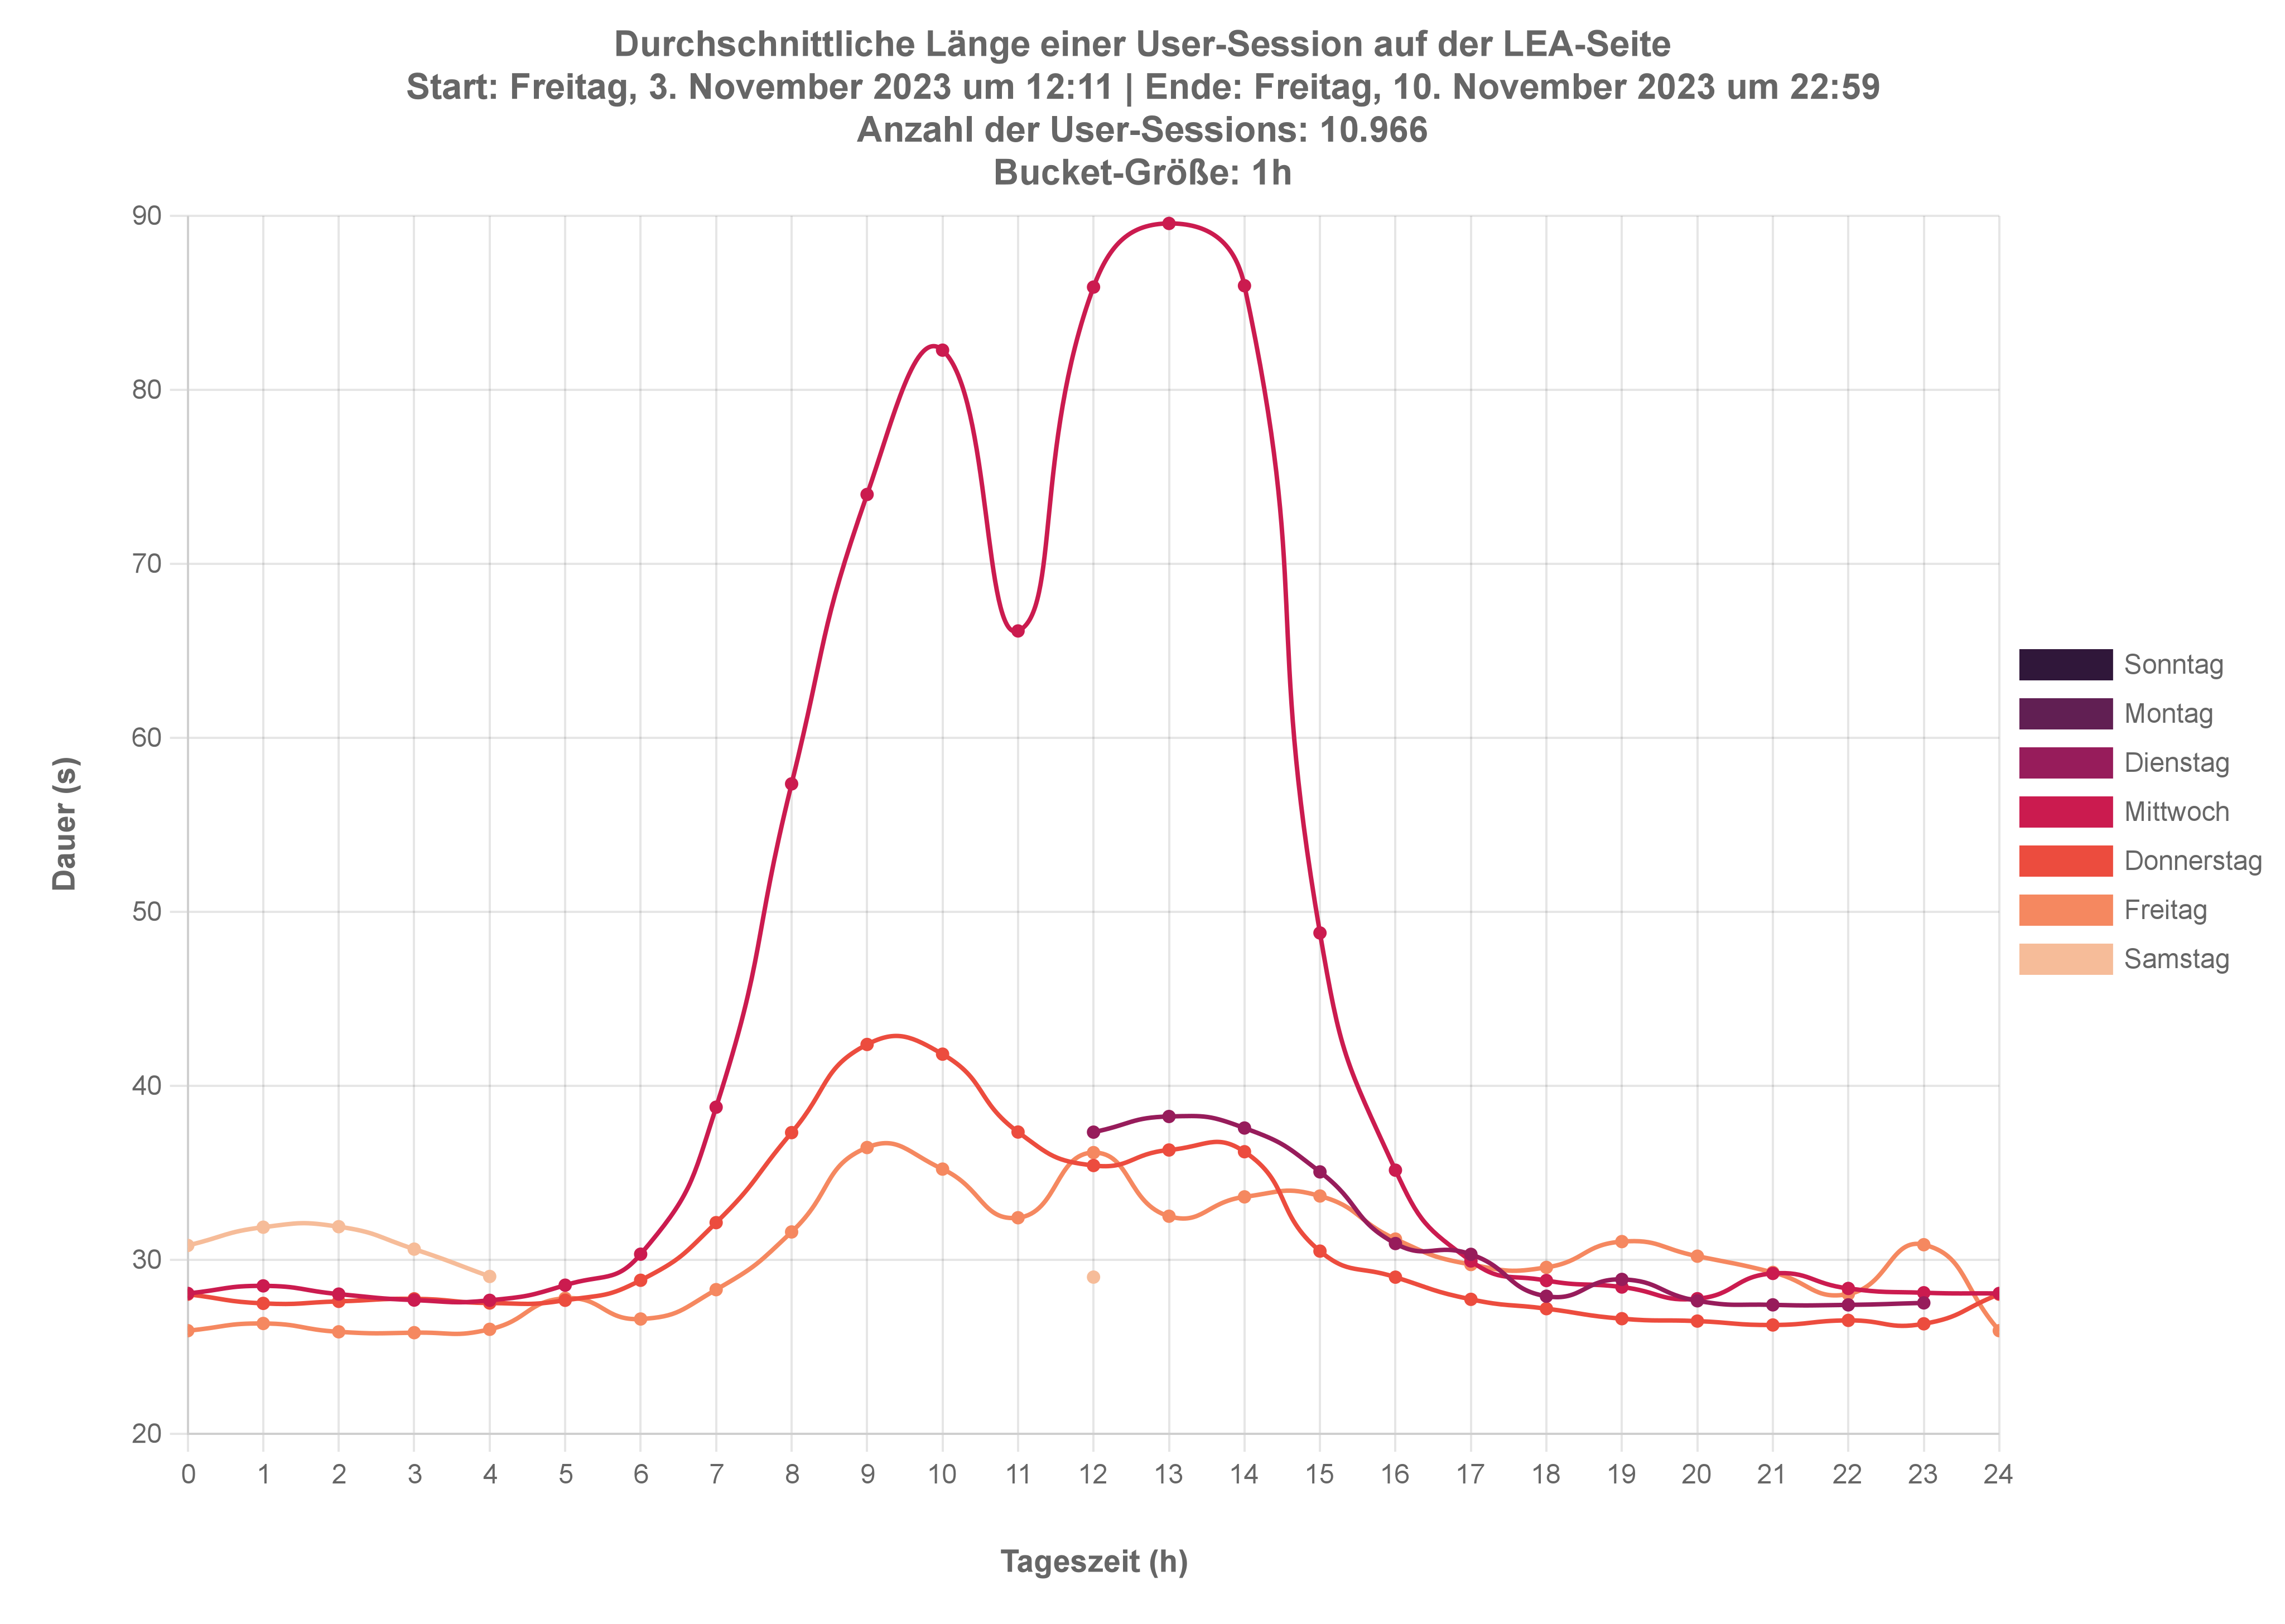 Durchschnittliche Länge einer User-Session auf der LEA-Seite
Start: Freitag, 3. November 2023 um 12:11 | Ende: Freitag, 10. November 2023 um 22:59
Anzahl der User-Sessions: 10.966
Bucket-Größe: 1h
90
80
70
60
50
40
30
20
Dauer (s)
0 1 2 3 4 5 6 7 8 9 10 11 12 13 14 15 16 17 18 19 20 21 22 23 24
Tageszeit (h)
Sonntag
Montag
Dienstag
Mittwoch
Donnerstag
Freitag
Samstag